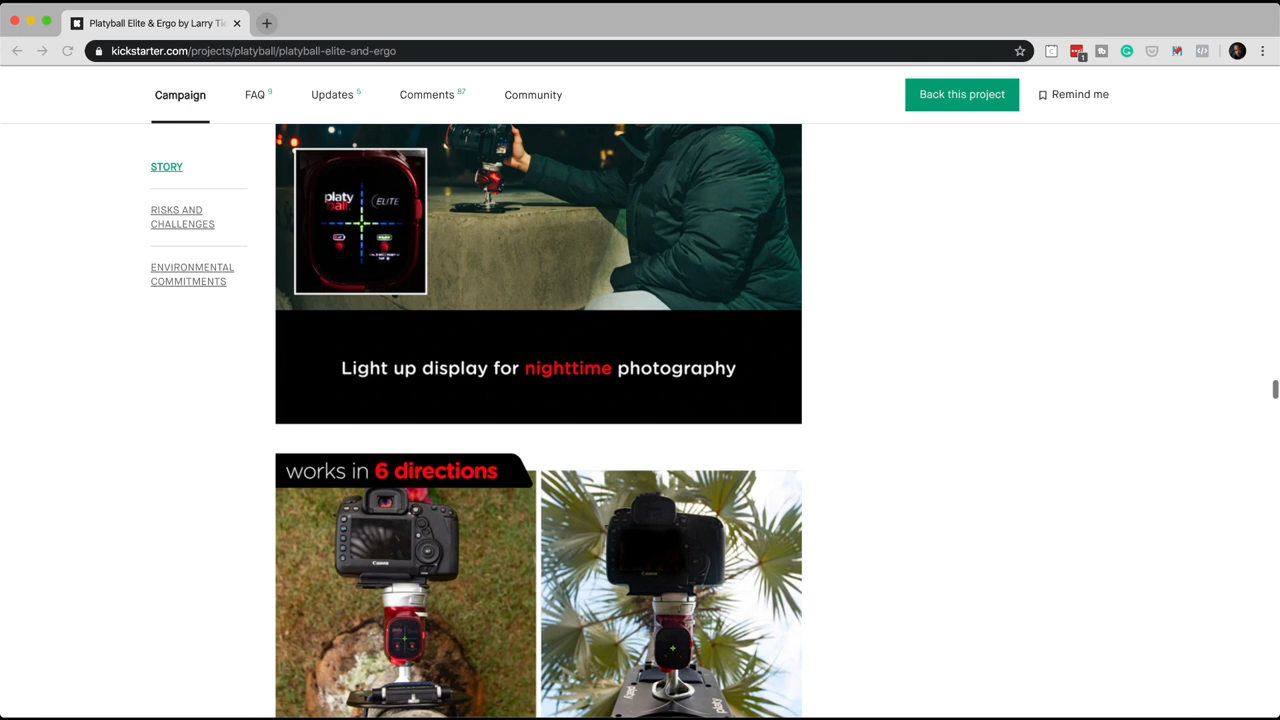 Platyball Elite & Ergo by Larry Tie
kickstarter.com/projects/platyball/platyball-elite-and-ergo
1
Campaign
FAQ 9
Updates 5
Comments 87
Community
Back this project
Remind me
STORY
RISKS AND
CHALLENGES
ENVIRONMENTAL
COMMITMENTS
platy
ball
ELITE
Light up display for nighttime photography
works in 6 directions
Canon
Canon